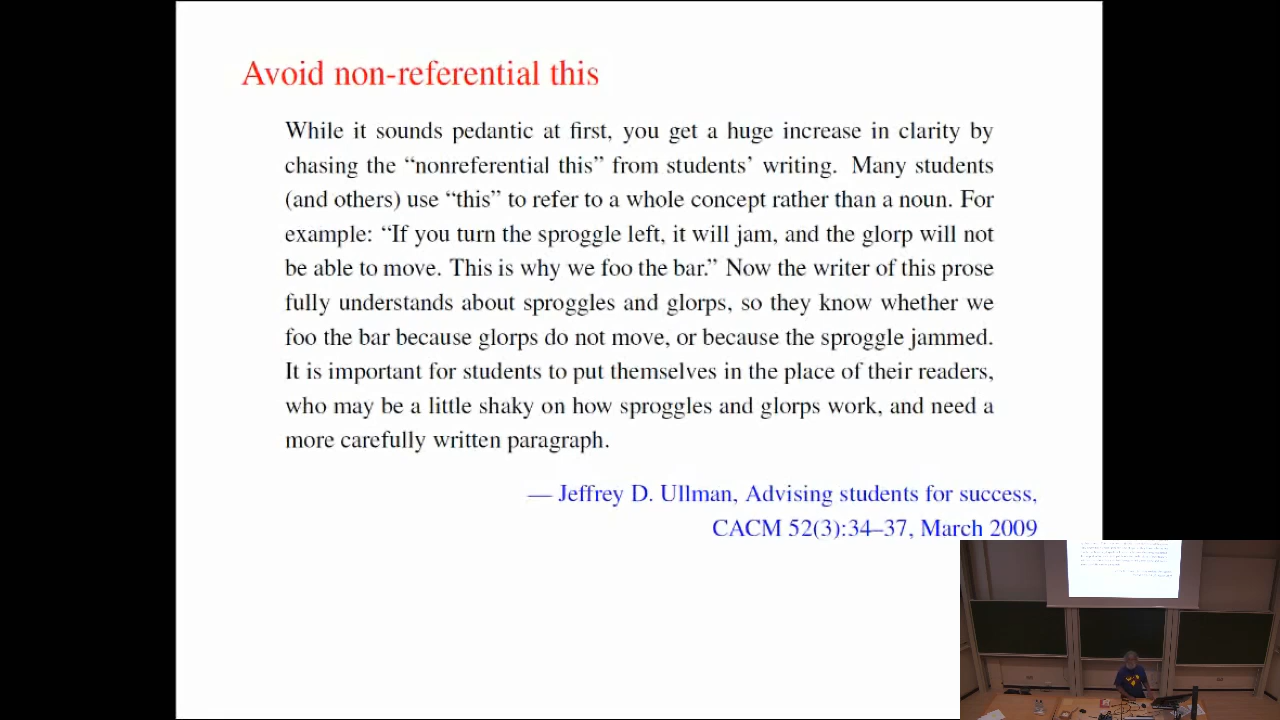 Avoid non-referential this
While it sounds pedantic at first, you get a huge increase in clarity by
chasing the “nonreferential this” from students’ writing. Many students
(and others) use “this” to refer to a whole concept rather than a noun. For
example: “If you turn the sproggle left, it will jam, and the glorp will not
be able to move. This is why we foo the bar.” Now the writer of this prose
fully understands about sproggles and glorps, so they know whether we
foo the bar because glorps do not move, or because the sproggle jammed.
It is important for students to put themselves in the place of their readers,
who may be a little shaky on how sproggles and glorps work, and need a
more carefully written paragraph.
— Jeffrey D. Ullman, Advising students for success,
CACM 52(3):34–37, March 2009